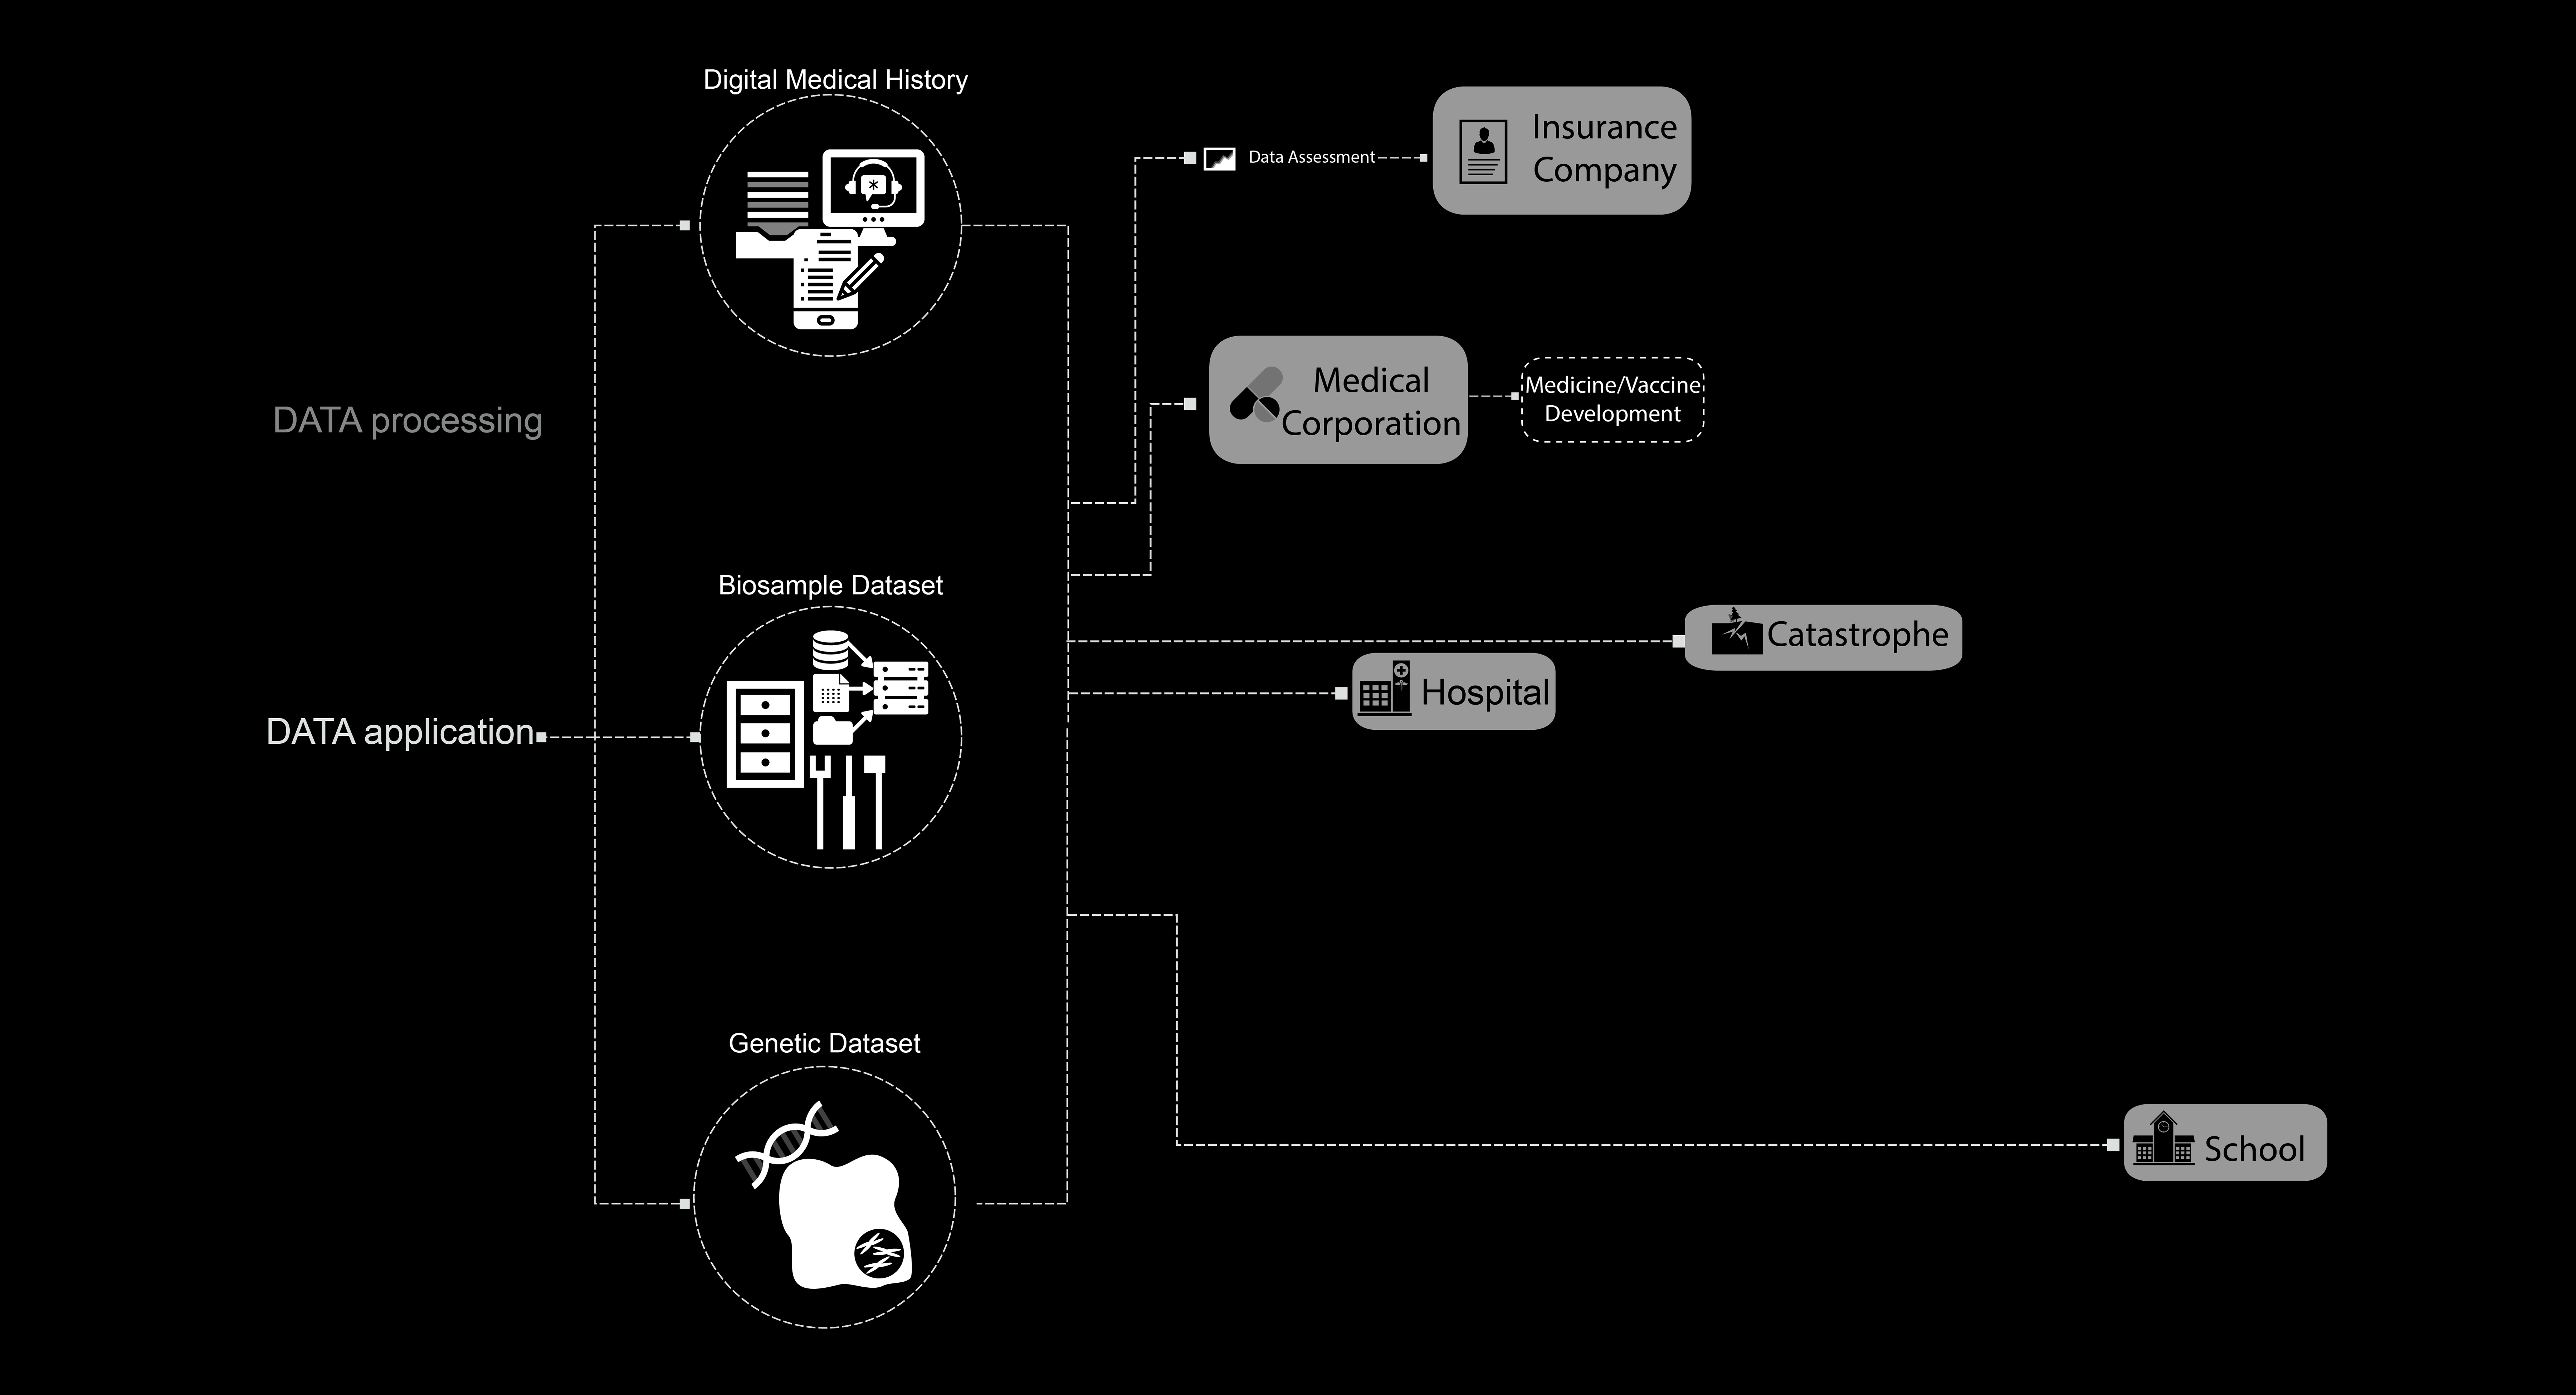 Digital Medical History
Data Assessment
Insurance
Company
Medical
Corporation
Medicine/Vaccine
Development
DATA processing
Biosample Dataset
Catastrophe
Hospital
DATA application
Genetic Dataset
School